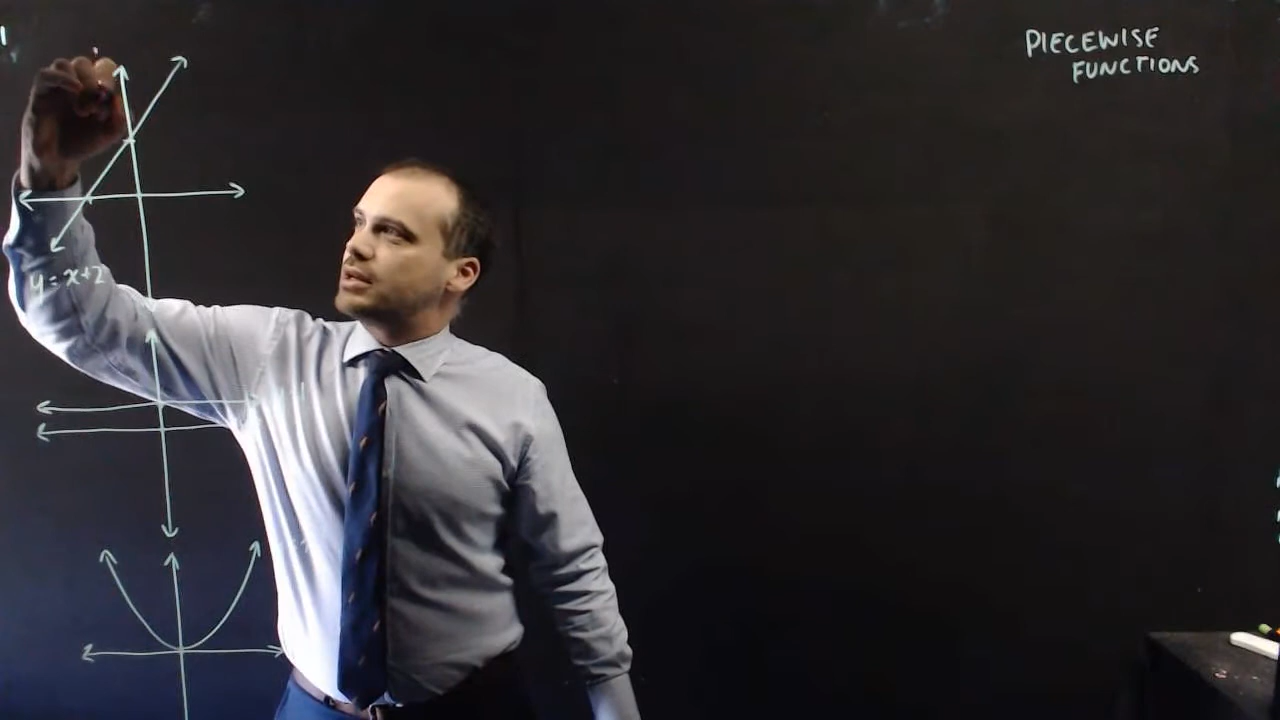 PIECEWISE
FUNCTIONS
y = x+2